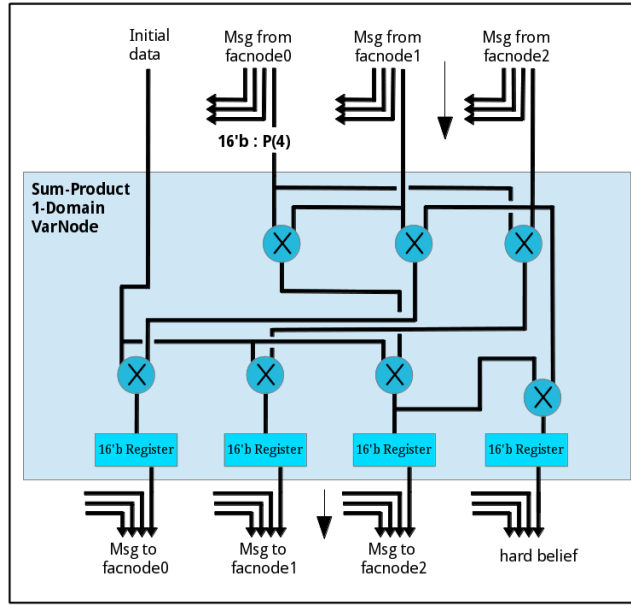 Initial
data
Msg from
facnode0
Msg from
facnode1
Msg from
facnode2
16'b : P(4)
Sum-Product
1-Domain
VarNode
X
X
X
X
X
X
X
16'b Register
16'b Register
16'b Register
16'b Register
Msg to
facnode0
Msg to
facnode1
Msg to
facnode2
hard belief